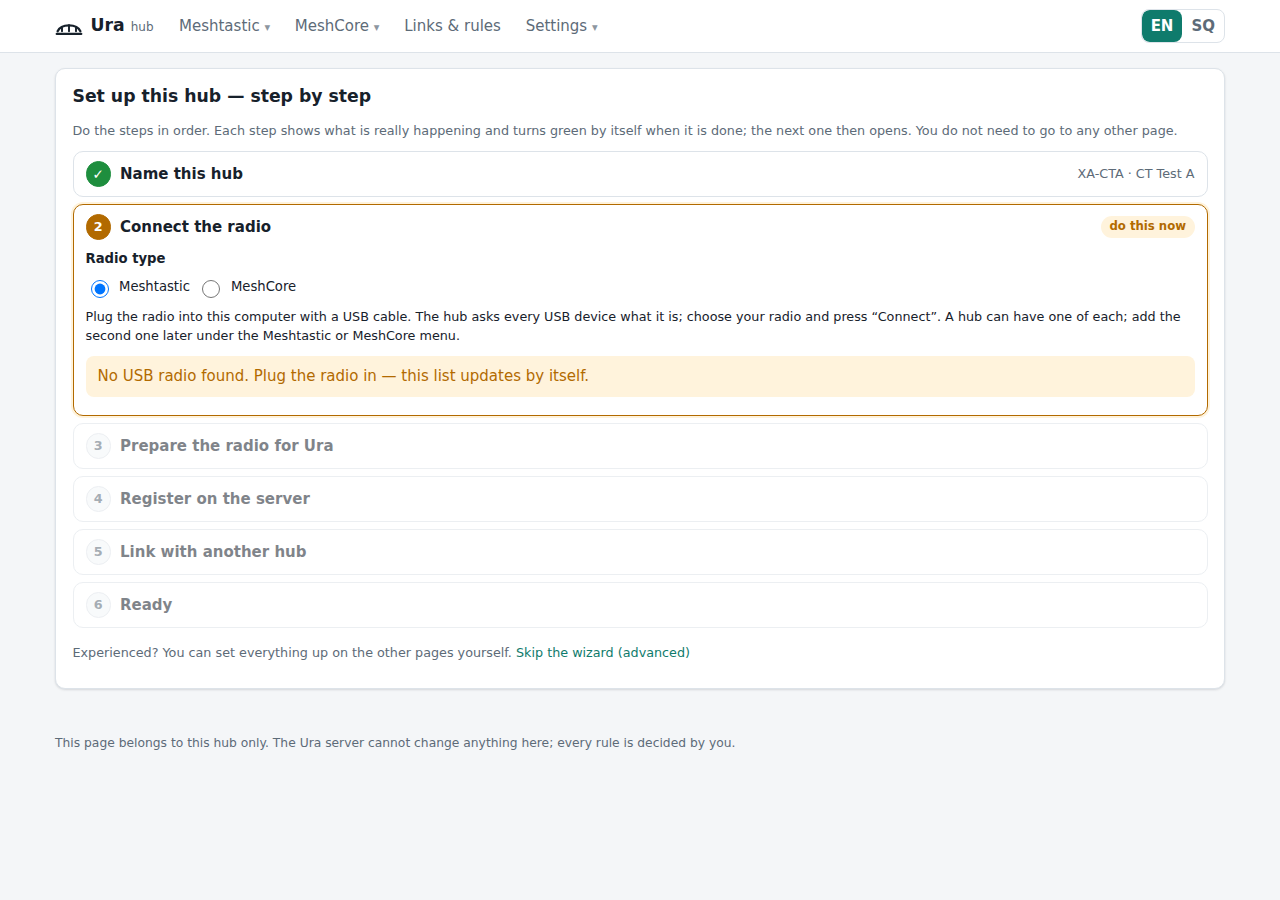 Ura hub Meshtastic ▾ MeshCore ▾ Links & rules Settings ▾ EN SQ
Set up this hub — step by step
Do the steps in order. Each step shows what is really happening and turns green by itself when it is done; the next one then opens. You do not need to go to any other page.
✓ Name this hub XA-CTA · CT Test A
2 Connect the radio do this now
Radio type
Meshtastic MeshCore
Plug the radio into this computer with a USB cable. The hub asks every USB device what it is; choose your radio and press “Connect”. A hub can have one of each; add the
second one later under the Meshtastic or MeshCore menu.
No USB radio found. Plug the radio in — this list updates by itself.
3 Prepare the radio for Ura
4 Register on the server
5 Link with another hub
6 Ready
Experienced? You can set everything up on the other pages yourself. Skip the wizard (advanced)
This page belongs to this hub only. The Ura server cannot change anything here; every rule is decided by you.